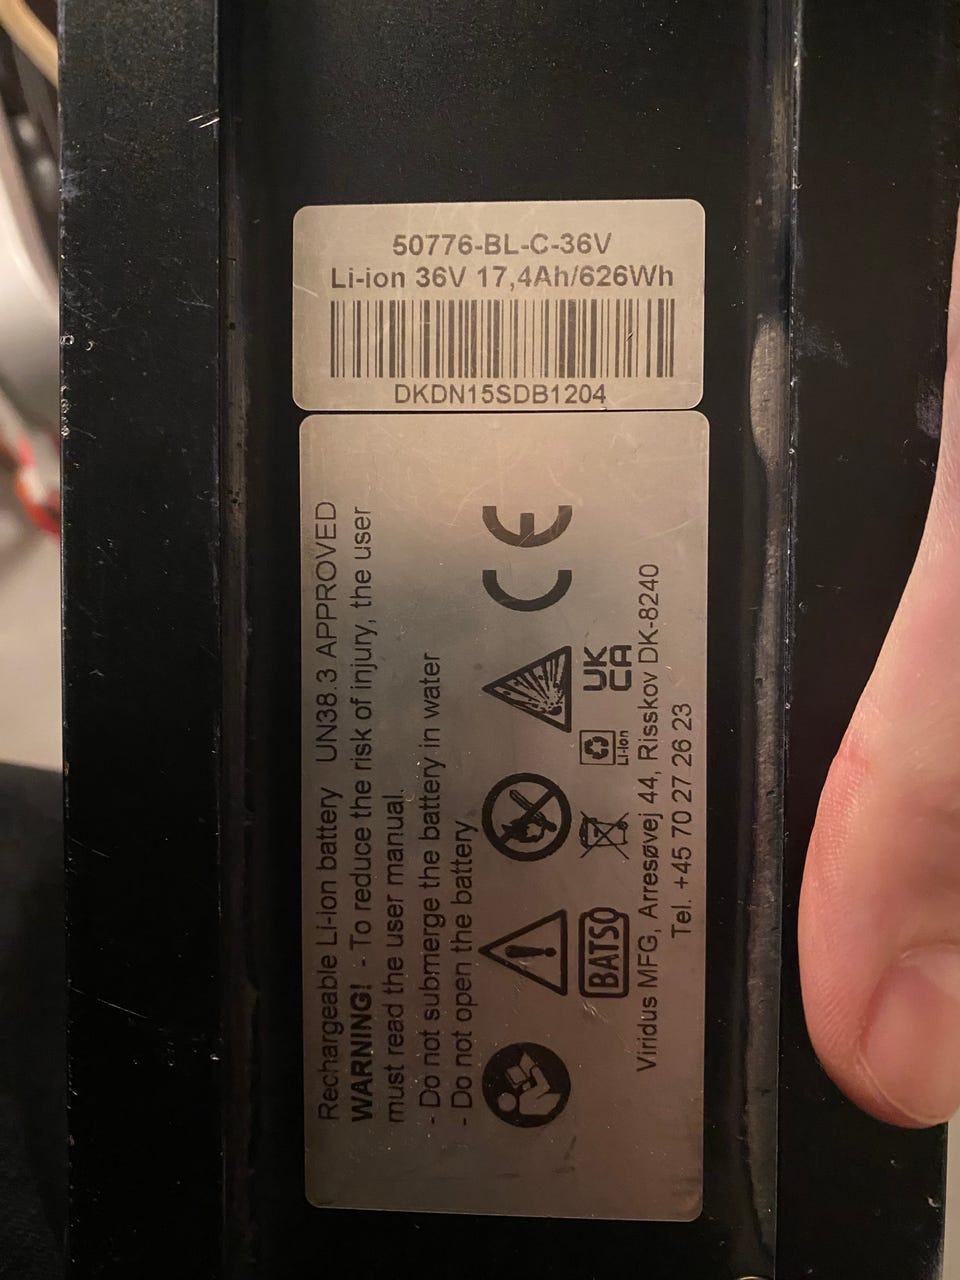 50776-BL-C-36V
Li-ion 36V 17,4Ah/626Wh
DKDN15SDB1204
Rechargeable Li-ion battery UN38.3 APPROVED
WARNING! - To reduce the risk of injury, the user
must read the user manual.
- Do not submerge the battery in water
- Do not open the battery
CE
BATSO
Li-ion
UK
CA
Viridus MFG, Arresøvej 44, Risskov DK-8240
Tel. +45 70 27 26 23